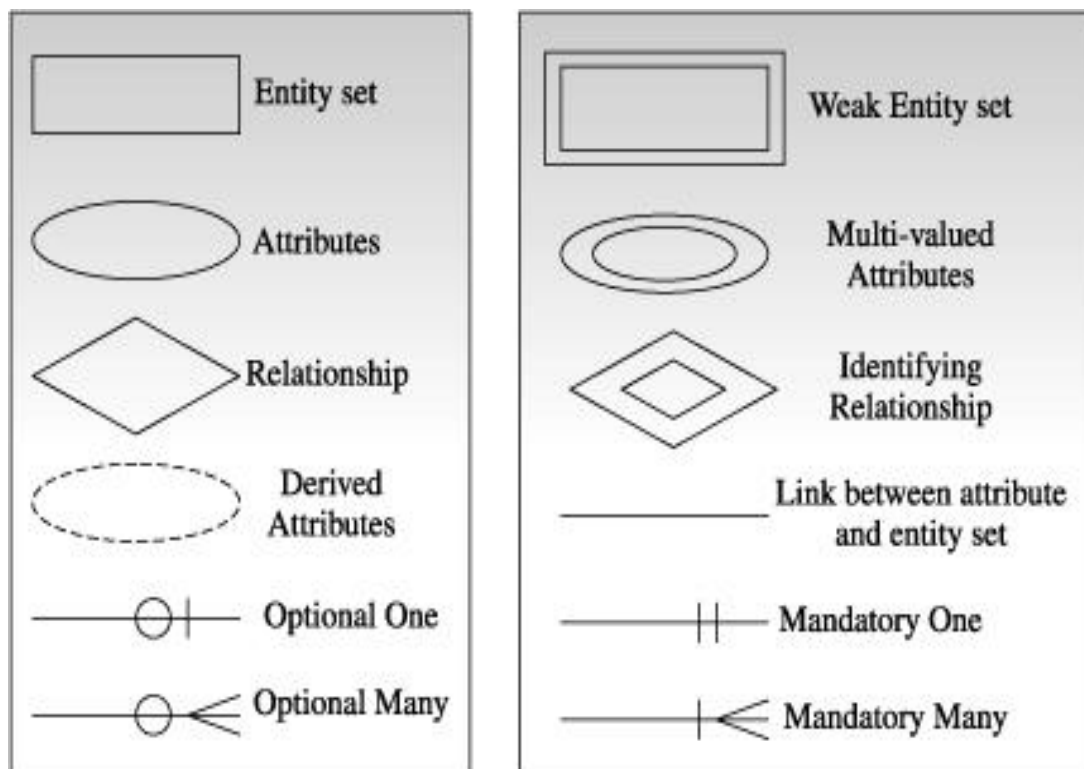 Entity set
Attributes
Relationship
Derived
Attributes
Optional One
Optional Many
Weak Entity set
Multi-valued
Attributes
Identifying
Relationship
Link between attribute
and entity set
Mandatory One
Mandatory Many